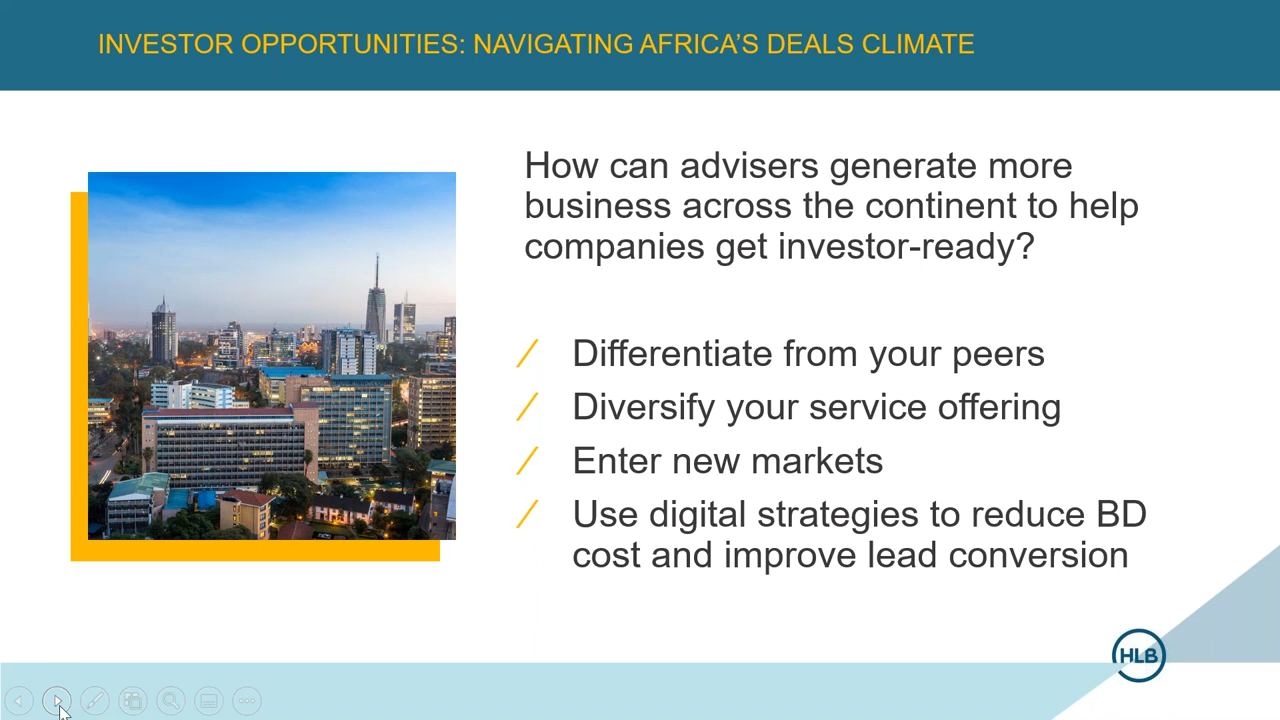 INVESTOR OPPORTUNITIES: NAVIGATING AFRICA'S DEALS CLIMATE
How can advisers generate more
business across the continent to help
companies get investor-ready?
Differentiate from your peers
Diversify your service offering
Enter new markets
Use digital strategies to reduce BD
cost and improve lead conversion
HLB